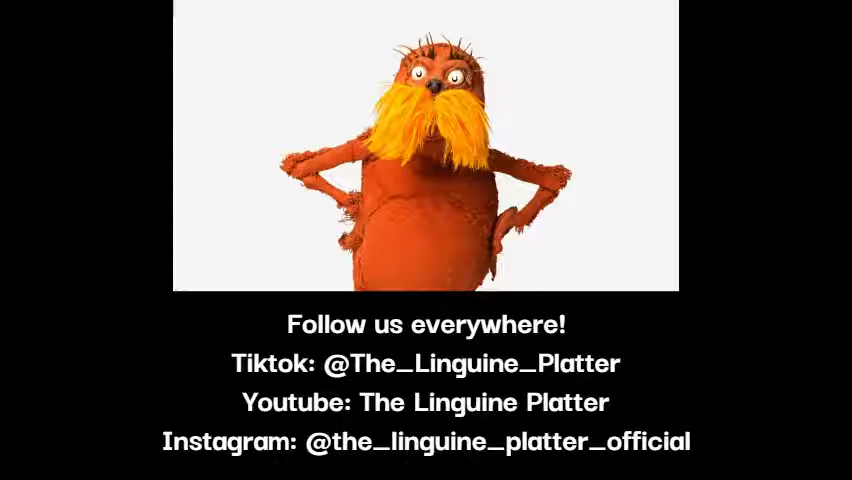 Follow us everywhere!
Tiktok: @The_Linguine_Platter
Youtube: The Linguine Platter
Instagram: @the_linguine_platter_official